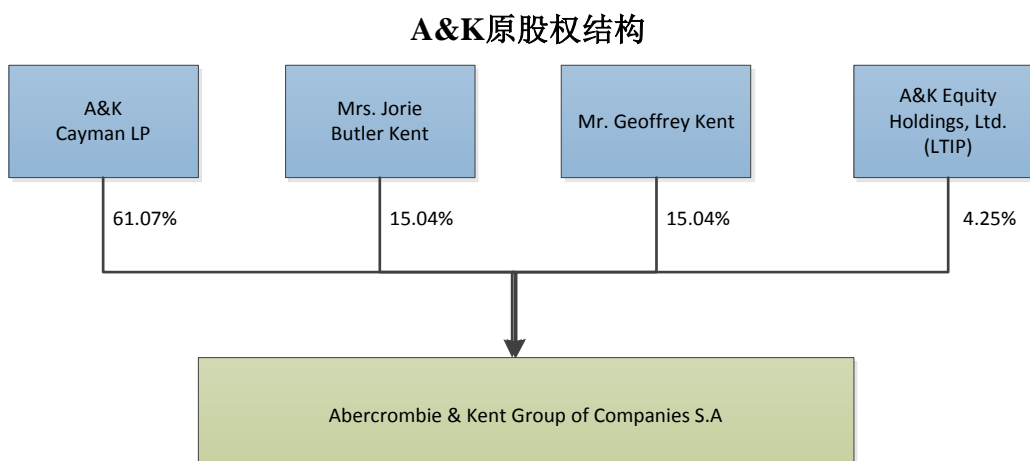 A&K原股权结构
A&K
Cayman LP
Mrs. Jorie
Butler Kent
Mr. Geoffrey Kent
A&K Equity
Holdings, Ltd.
(LTIP)
61.07%
15.04%
15.04%
4.25%
Abercrombie & Kent Group of Companies S.A